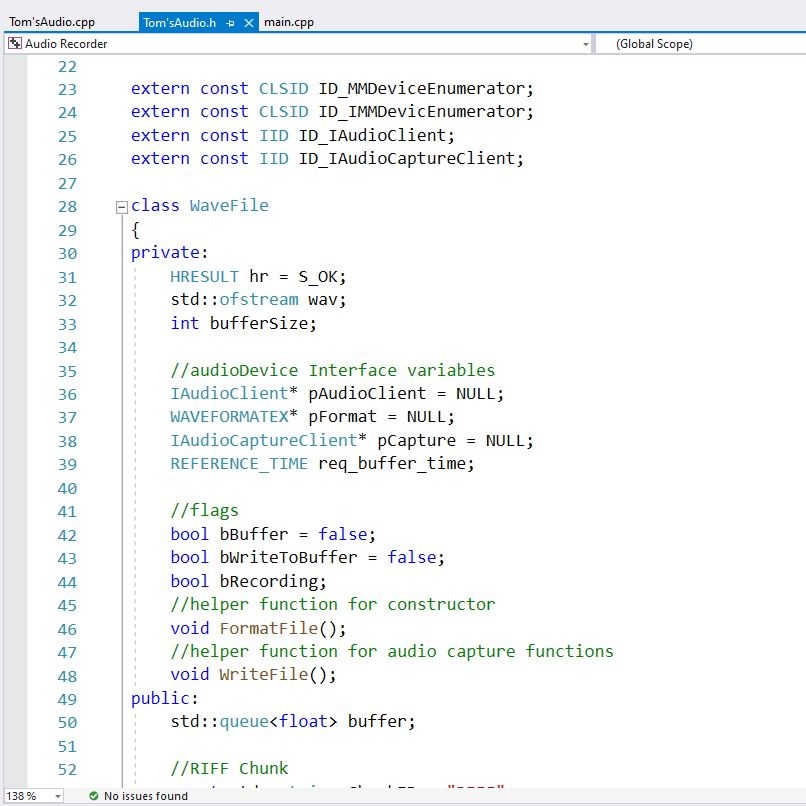 Tom'sAudio.cpp Tom'sAudio.h main.cpp
Audio Recorder (Global Scope)
22
23 extern const CLSID ID_MMDeviceEnumerator;
24 extern const CLSID ID_IMMDevicEnumerator;
25 extern const IID ID_IAudioClient;
26 extern const IID ID_IAudioCaptureClient;
27
28 class WaveFile
29 {
30 private:
31 HRESULT hr = S_OK;
32 std::ofstream wav;
33 int bufferSize;
34
35 //audioDevice Interface variables
36 IAudioClient* pAudioClient = NULL;
37 WAVEFORMATEX* pFormat = NULL;
38 IAudioCaptureClient* pCapture = NULL;
39 REFERENCE_TIME req_buffer_time;
40
41 //flags
42 bool bBuffer = false;
43 bool bWriteToBuffer = false;
44 bool bRecording;
45 //helper function for constructor
46 void FormatFile();
47 //helper function for audio capture functions
48 void WriteFile();
49 public:
50 std::queue<float> buffer;
51
52 //RIFF Chunk
138 % No issues found